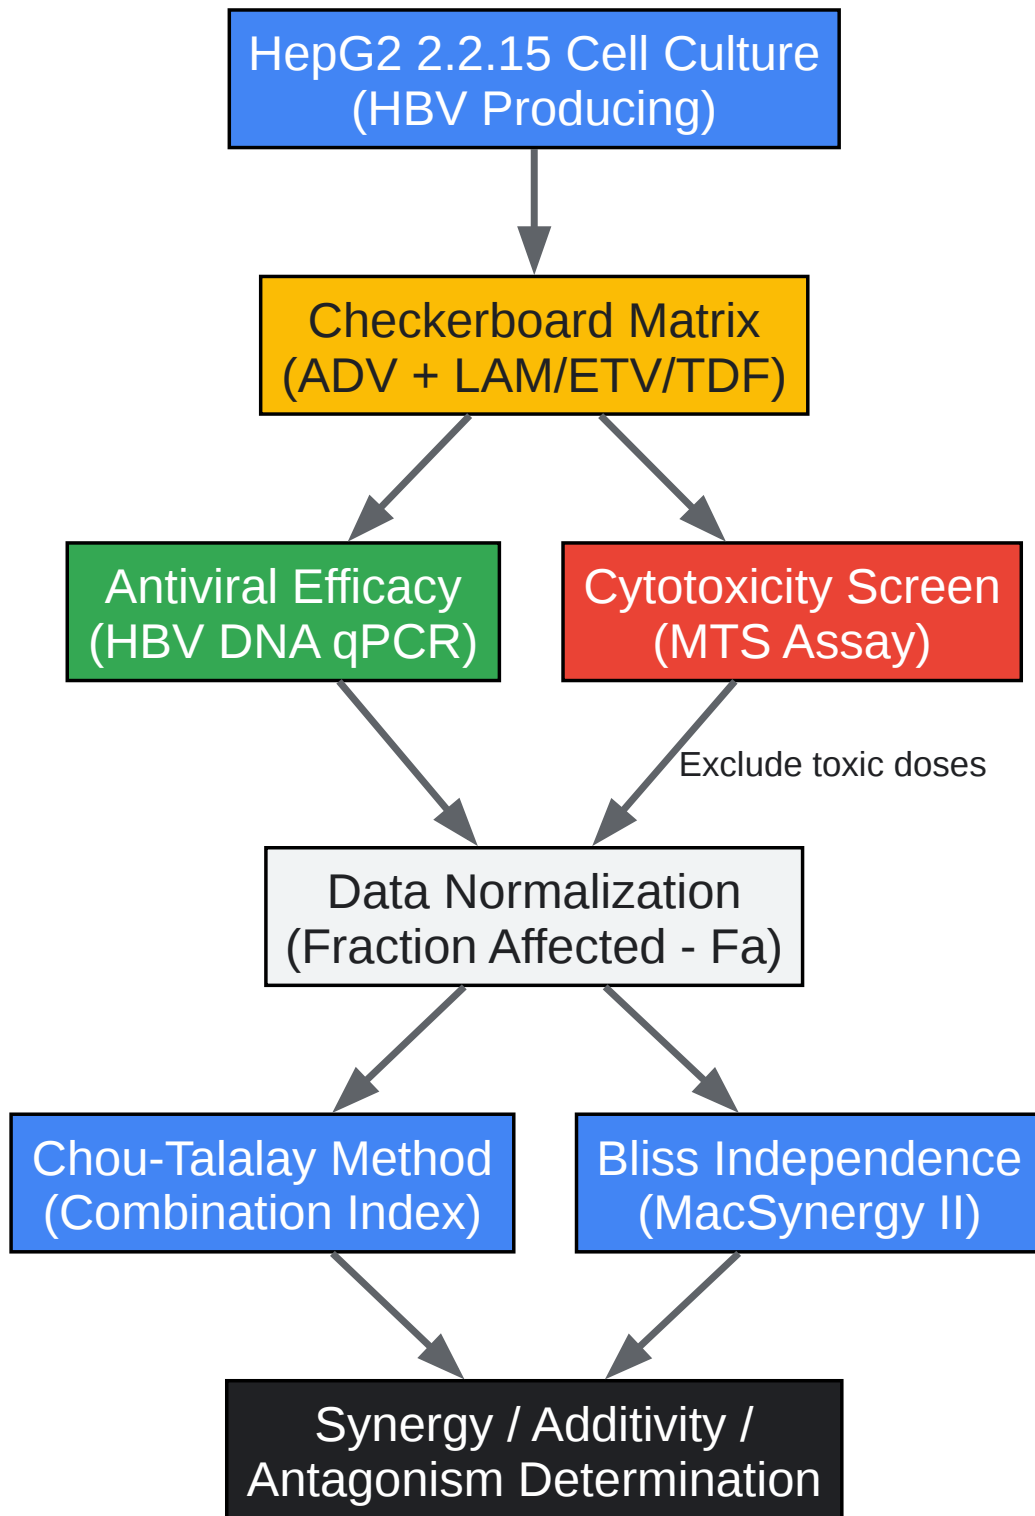 HepG2 2.2.15 Cell Culture
(HBV Producing)
Checkerboard Matrix
(ADV + LAM/ETV/TDF)
Antiviral Efficacy
(HBV DNA qPCR)
Cytotoxicity Screen
(MTS Assay)
Exclude toxic doses
Data Normalization
(Fraction Affected - Fa)
Chou-Talalay Method
(Combination Index)
Bliss Independence
(MacSynergy II)
Synergy / Additivity /
Antagonism Determination